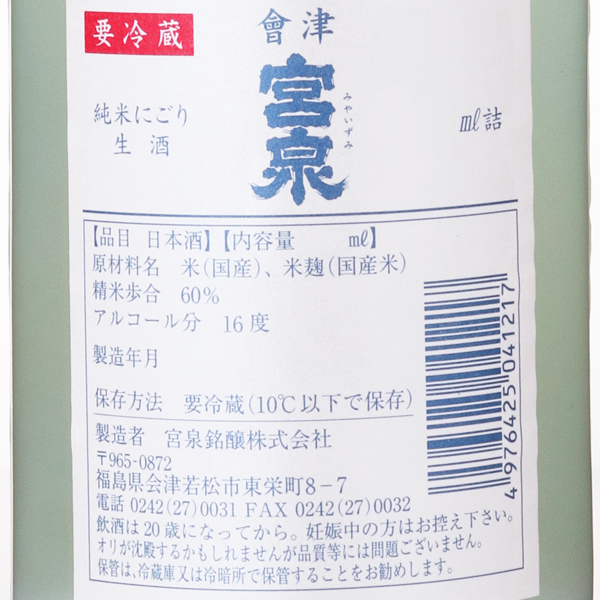 要冷蔵
會津
宮泉
みやいずみ
純米にごり
生酒
ml詰
【品目 日本酒】【内容量 ml】
原材料名 米(国産)、米麹(国産米)
精米歩合 60%
アルコール分 16度
製造年月
保存方法 要冷蔵(10℃以下で保存)
製造者 宮泉銘醸株式会社
〒965-0872
福島県会津若松市東栄町8-7
電話 0242(27)0031 FAX 0242(27)0032
飲酒は20歳になってから。妊娠中の方はお控え下さい。
オリが沈殿するかもしれませんが品質等には問題ございません。
保管は、冷蔵庫又は冷暗所で保管することをお勧めします。
4976425041217